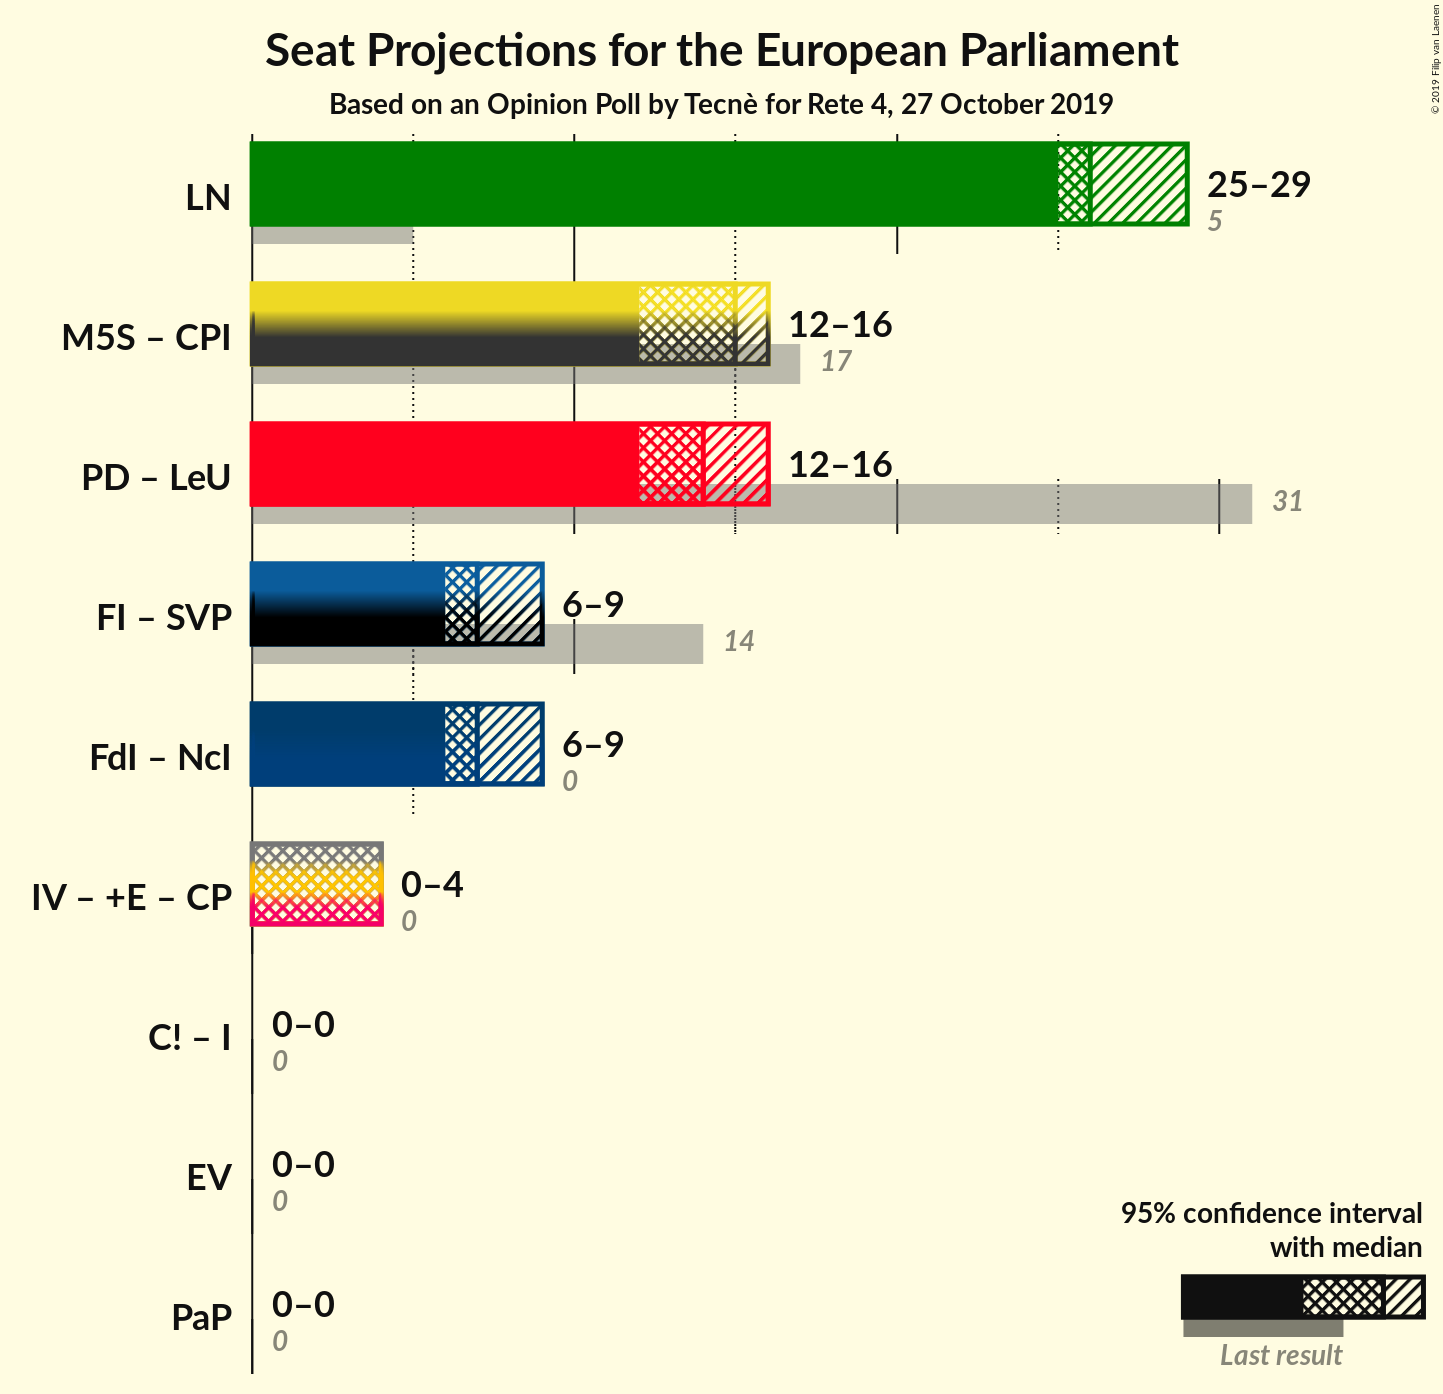 Seat Projections for the European Parliament
Based on an Opinion Poll by Tecnè for Rete 4, 27 October 2019
© 2019 Filip van Laenen
LN
25–29
5
M5S – CPI
12–16
17
PD – LeU
12–16
31
FI – SVP
6–9
14
FdI – NcI
6–9
0
IV – +E – CP
0–4
0
C! – I
0–0
0
EV
0–0
0
PaP
0–0
0
95% confidence interval
with median
Last result